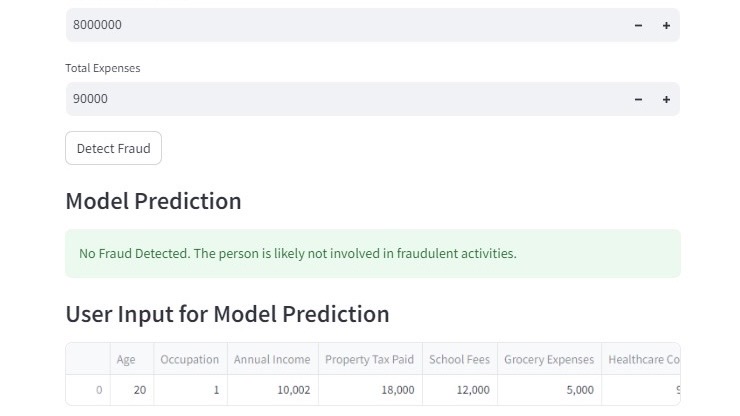 8000000
Total Expenses
90000
Detect Fraud
Model Prediction
No Fraud Detected. The person is likely not involved in fraudulent activities.
User Input for Model Prediction
Age Occupation Annual Income Property Tax Paid School Fees Grocery Expenses Healthcare Co
0 20 1 10,002 18,000 12,000 5,000